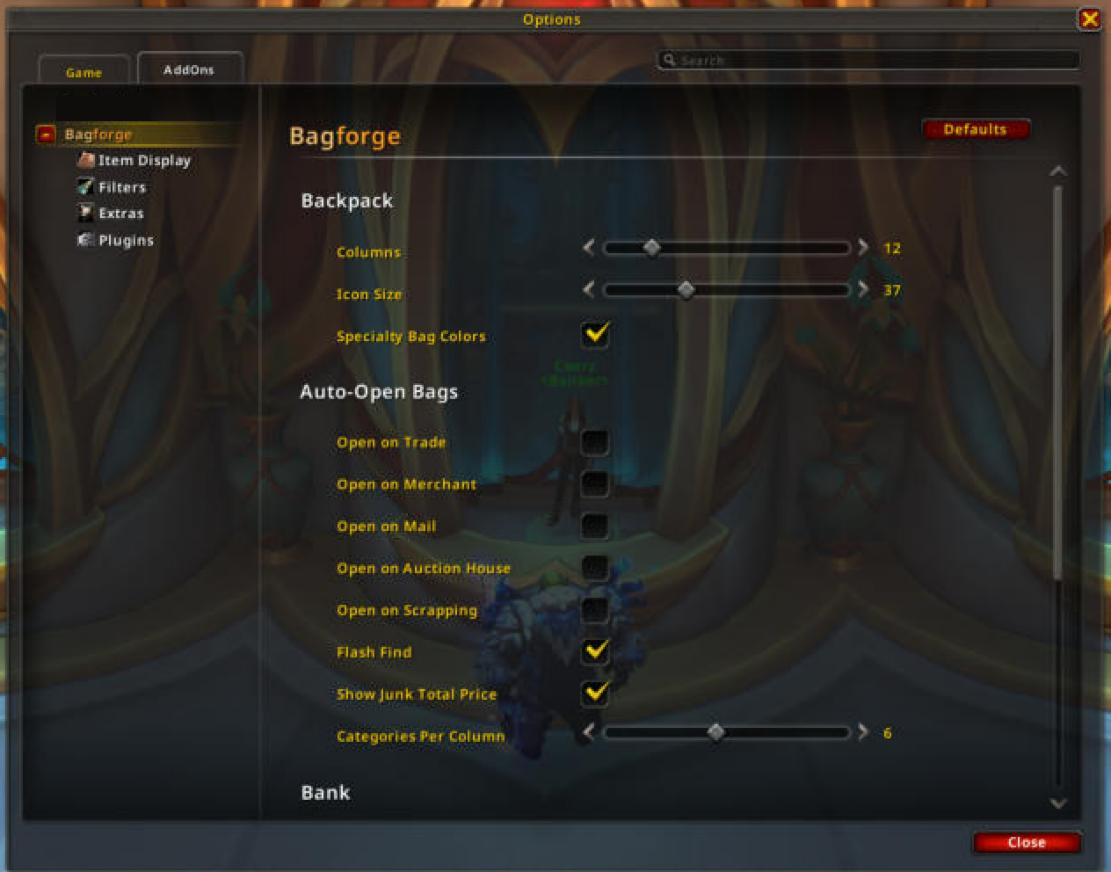 Options
Game
AddOns
Search
Bagforge
Item Display
Filters
Extras
Plugins
Bagforge
Defaults
Backpack
Columns 12
Icon Size 37
Specialty Bag Colors
Auto-Open Bags
Open on Trade
Open on Merchant
Open on Mail
Open on Auction House
Open on Scrapping
Flash Find
Show Junk Total Price
Categories Per Column 6
Bank
Close